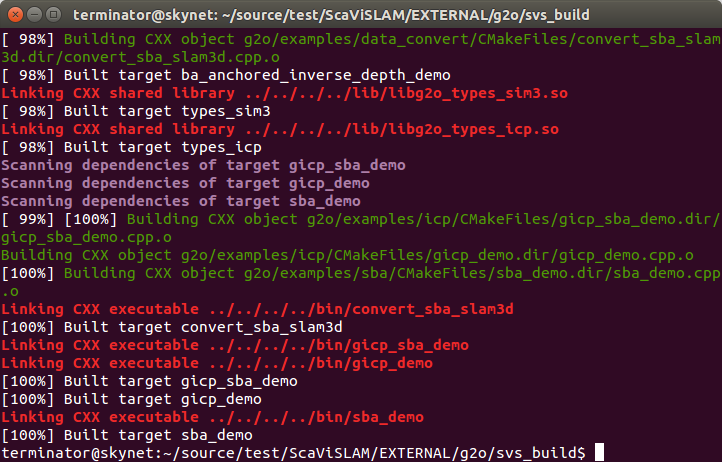 terminator@skynet: ~/source/test/ScaViSLAM/EXTERNAL/g2o/svs_build
[ 98%] Building CXX object g2o/examples/data_convert/CMakeFiles/convert_sba_slam
3d.dir/convert_sba_slam3d.cpp.o
[ 98%] Built target ba_anchored_inverse_depth_demo
Linking CXX shared library ../../../../lib/libg2o_types_sim3.so
[ 98%] Built target types_sim3
Linking CXX shared library ../../../../lib/libg2o_types_icp.so
[ 98%] Built target types_icp
Scanning dependencies of target gicp_sba_demo
Scanning dependencies of target gicp_demo
Scanning dependencies of target sba_demo
[ 99%] [100%] Building CXX object g2o/examples/icp/CMakeFiles/gicp_sba_demo.dir/
gicp_sba_demo.cpp.o
Building CXX object g2o/examples/icp/CMakeFiles/gicp_demo.dir/gicp_demo.cpp.o
[100%] Building CXX object g2o/examples/sba/CMakeFiles/sba_demo.dir/sba_demo.cpp
.o
Linking CXX executable ../../../../bin/convert_sba_slam3d
[100%] Built target convert_sba_slam3d
Linking CXX executable ../../../../bin/gicp_sba_demo
Linking CXX executable ../../../../bin/gicp_demo
[100%] Built target gicp_sba_demo
[100%] Built target gicp_demo
Linking CXX executable ../../../../bin/sba_demo
[100%] Built target sba_demo
terminator@skynet:~/source/test/ScaViSLAM/EXTERNAL/g2o/svs_build$